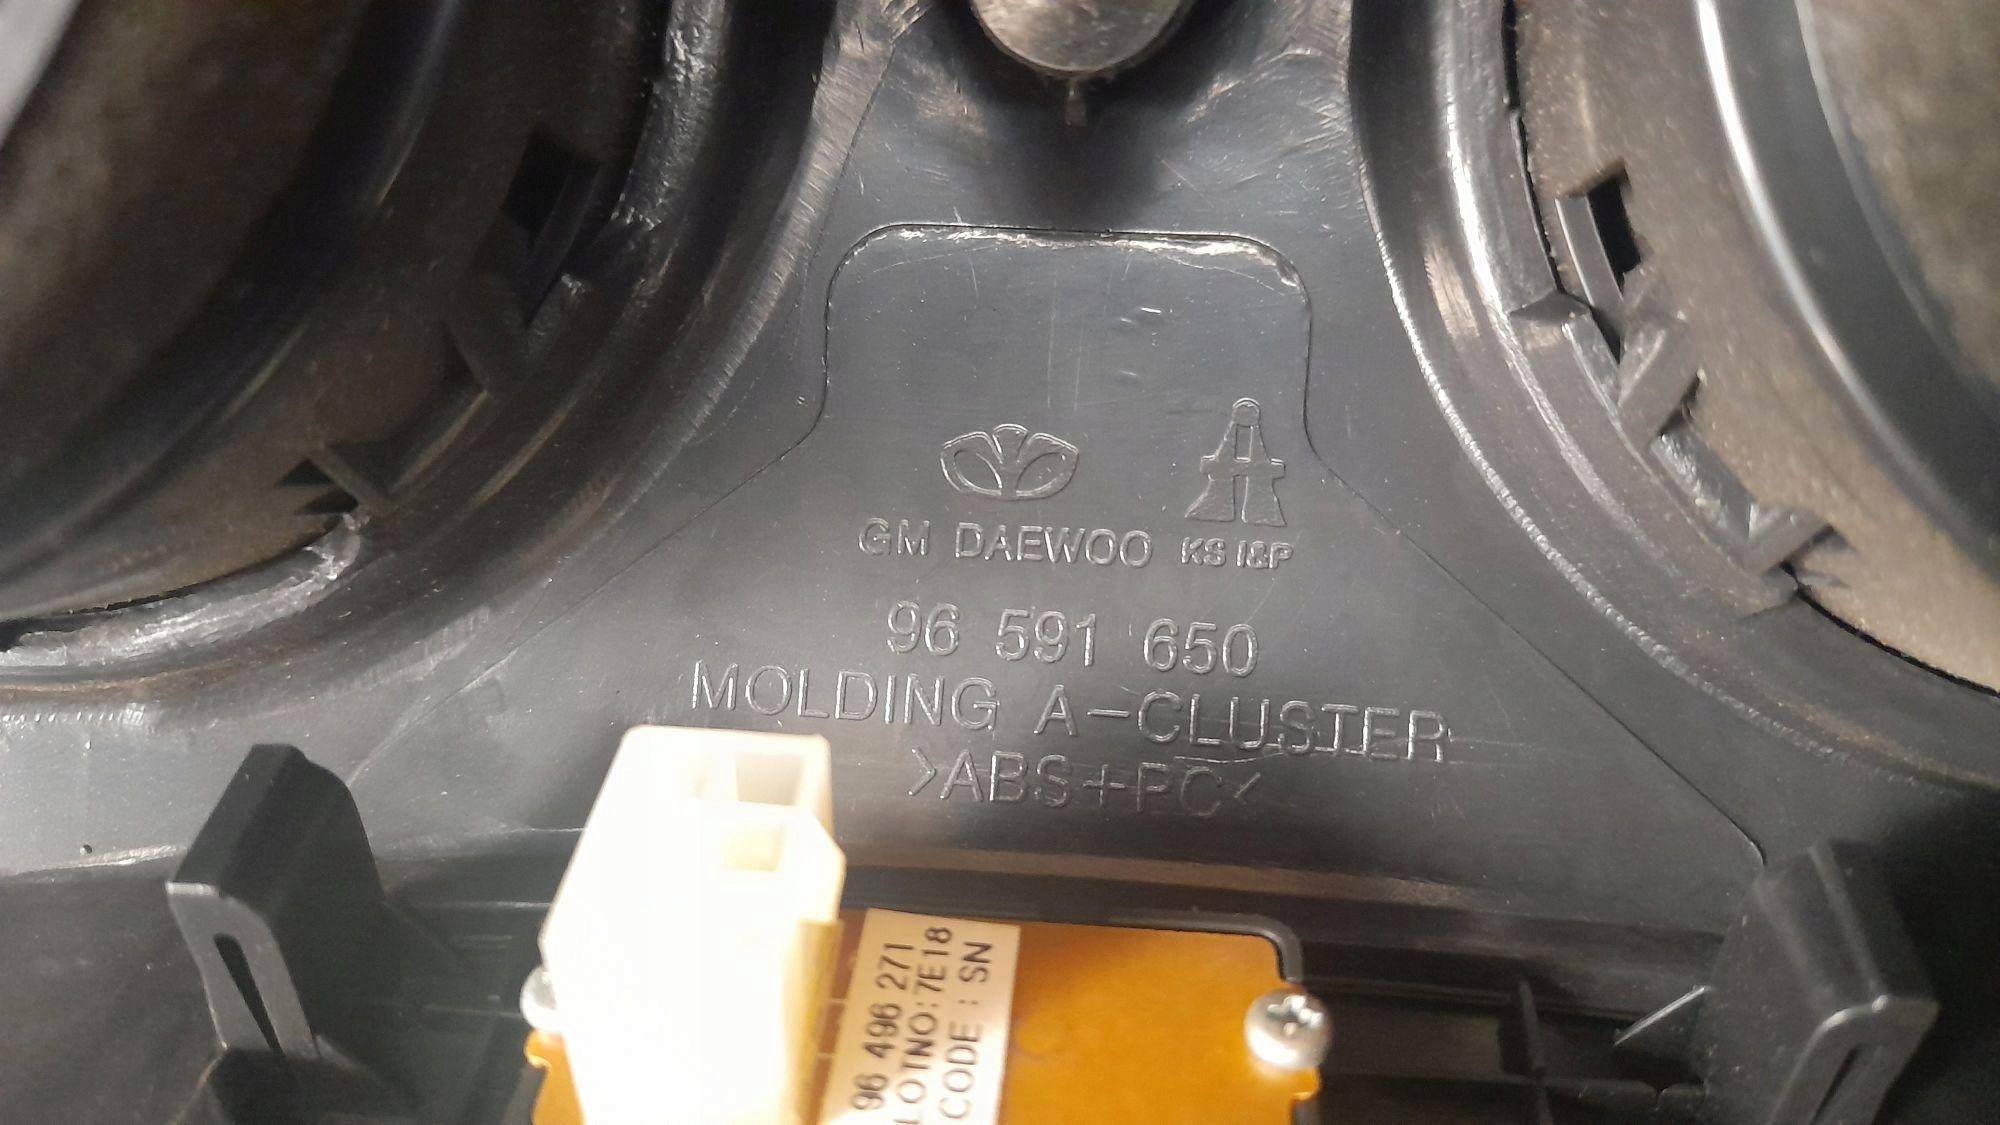 GM DAEWOO KS I&P
96 591 650
MOLDING A-CLUSTER
>ABS+PC<
96 496 271
LOTNO:7E18
CODE : SN